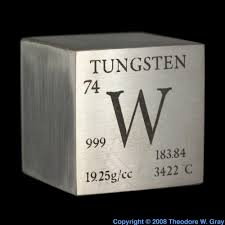 TUNGSTEN
74
W
999
183.84
19.25g/cc
3422 C
Copyright © 2008 Theodore W. Gray